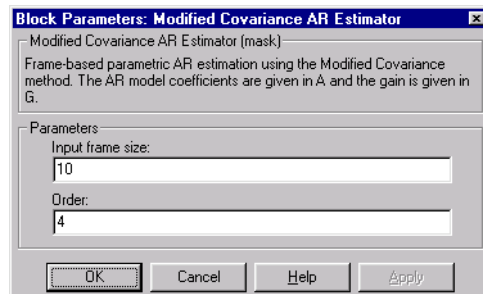 Block Parameters: Modified Covariance AR Estimator
Modified Covariance AR Estimator (mask)
Frame-based parametric AR estimation using the Modified Covariance
method. The AR model coefficients are given in A and the gain is given in
G.
Parameters
Input frame size:
10
Order:
4
OK Cancel Help Apply